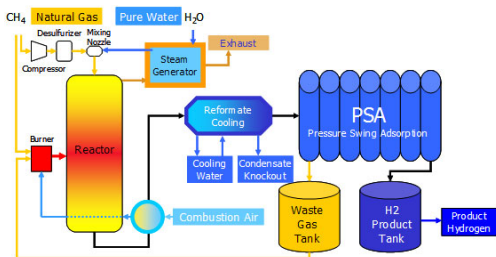 CH4
Natural Gas
Pure Water
H2O
Desulfurizer
Mixing
Nozzle
Compressor
Steam
Generator
Exhaust
Burner
Reactor
Reformate
Cooling
Cooling
Water
Condensate
Knockout
PSA
Pressure Swing Adsorption
Combustion Air
Waste
Gas
Tank
H2
Product
Tank
Product
Hydrogen